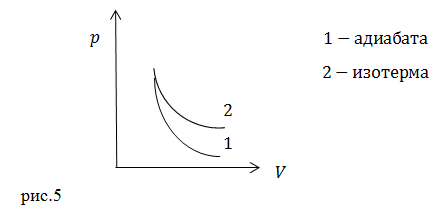 p
1 – адиабата
2 – изотерма
2
1
V
рис.5